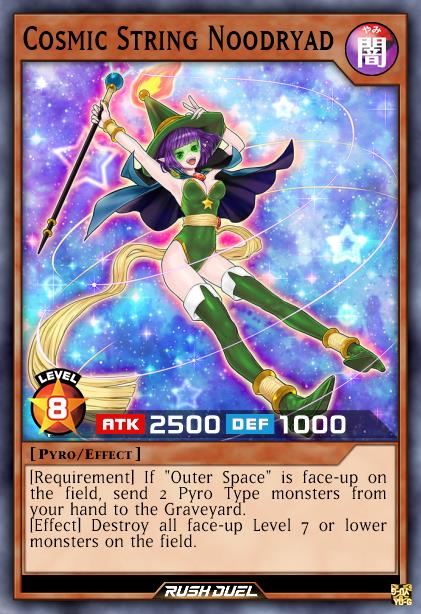 COSMIC STRING NOODRYAD
やみ
闇
LEVEL
8
ATK 2500 DEF 1000
[PYRO/EFFECT]
[Requirement] If "Outer Space" is face-up on
the field, send 2 Pyro Type monsters from
your hand to the Graveyard.
[Effect] Destroy all face-up Level 7 or lower
monsters on the field.
RUSH DUEL